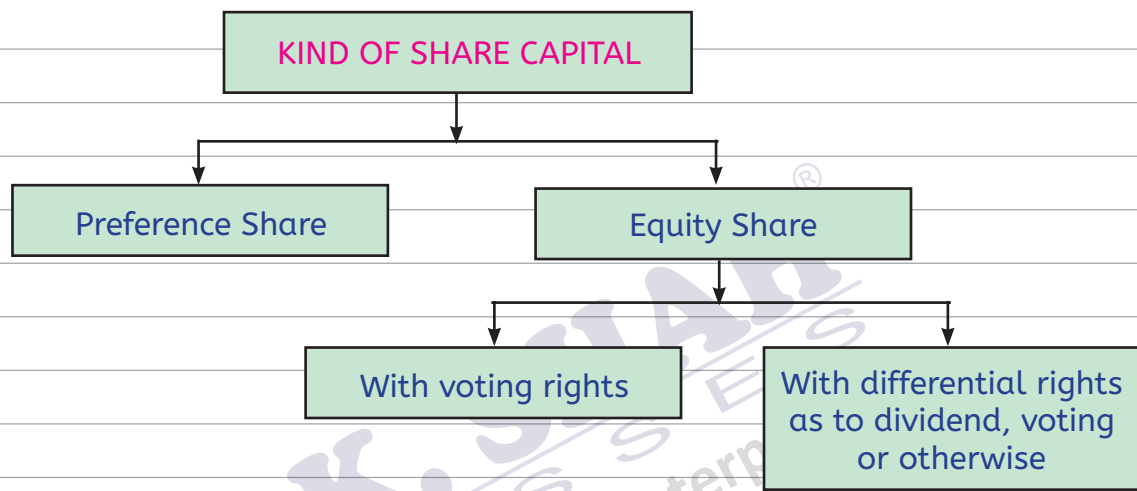 KIND OF SHARE CAPITAL
Preference Share
Equity Share
With voting rights
With differential rights
as to dividend, voting
or otherwise
®